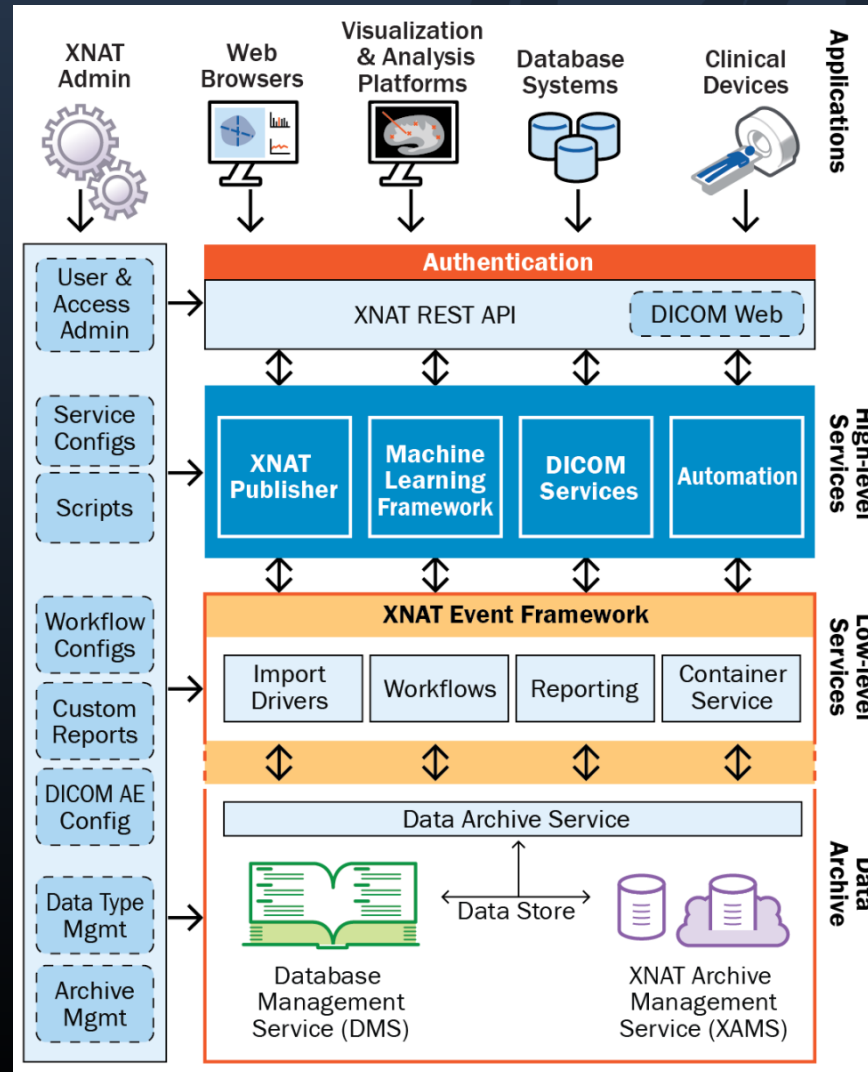 XNAT
Admin
Web
Browsers
Visualization
& Analysis
Platforms
Database
Systems
Clinical
Devices
Applications
User &
Access
Admin
Authentication
XNAT REST API
DICOM Web
Service
Configs
Scripts
XNAT
Publisher
Machine
Learning
Framework
DICOM
Services
Automation
High-level
Services
Workflow
Configs
Custom
Reports
DICOM AE
Config
XNAT Event Framework
Import
Drivers
Workflows
Reporting
Container
Service
Low-level
Services
Data Type
Mgmt
Archive
Mgmt
Data Archive Service
Data Store
Database
Management
Service (DMS)
XNAT Archive
Management
Service (XAMS)
Data
Archive